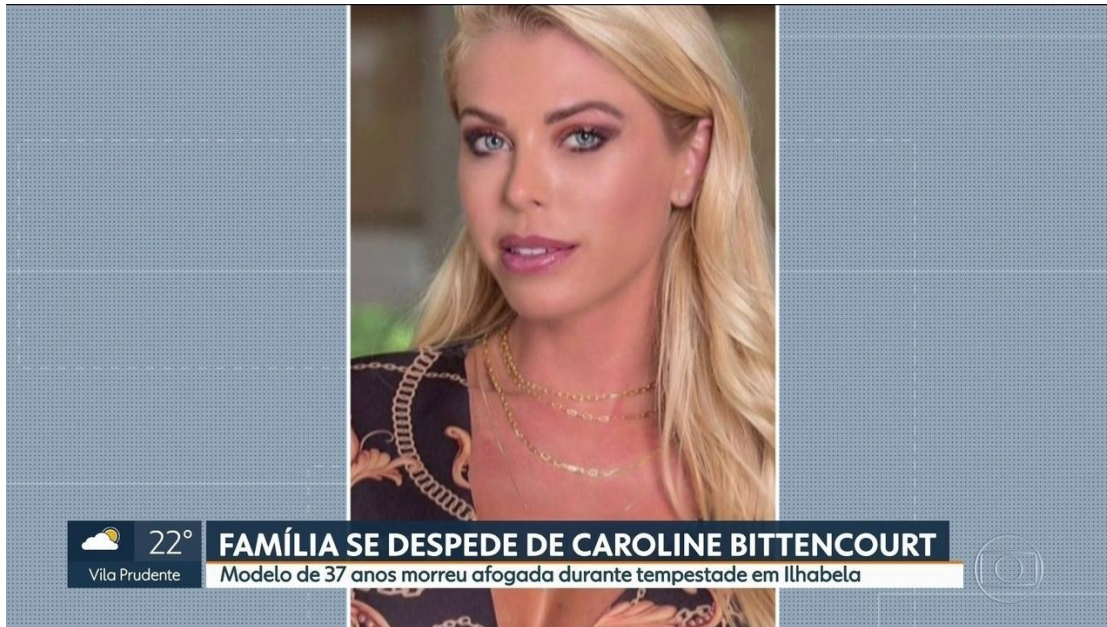 22°
Vila Prudente
FAMÍLIA SE DESPEDE DE CAROLINE BITTENCOURT
Modelo de 37 anos morreu afogada durante tempestade em Ilhabela